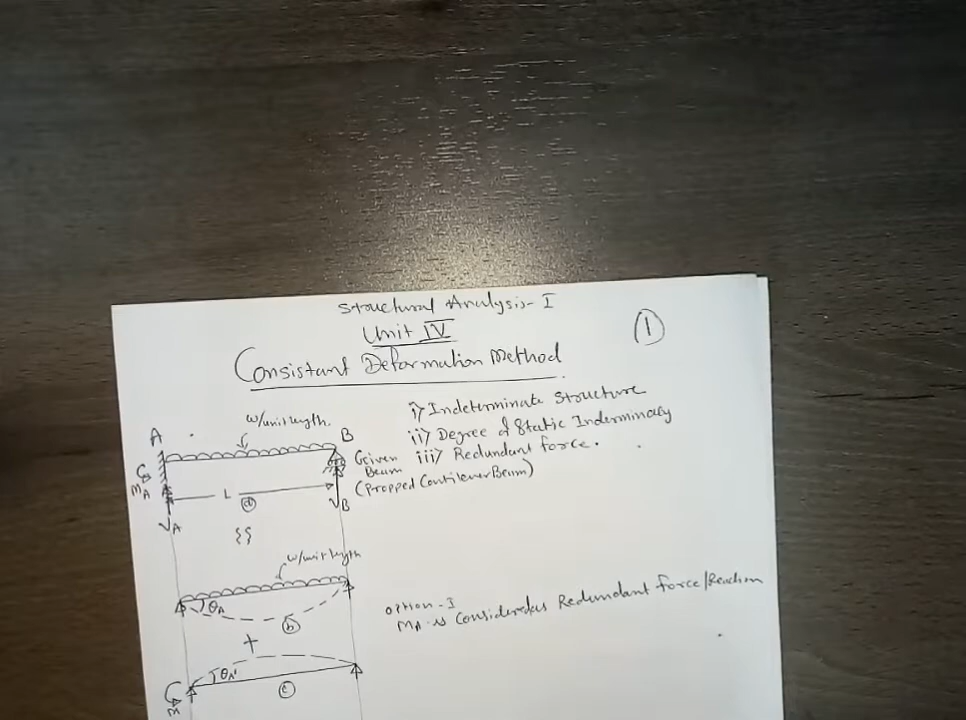 Structural Analysis-I
Unit IV
1
Consistant Deformation Method
i) Indeterminate Structure
ii) Degree of Static Inderminacy
iii) Redundant force.
w/unit length.
A
B
Given
Beam
(Propped Cantilever Beam)
MA
L
a
VA
VB
w/unit length
θA
b
+
Option-I
MA is considered as Redundant force/Reaction
θA'
c
M